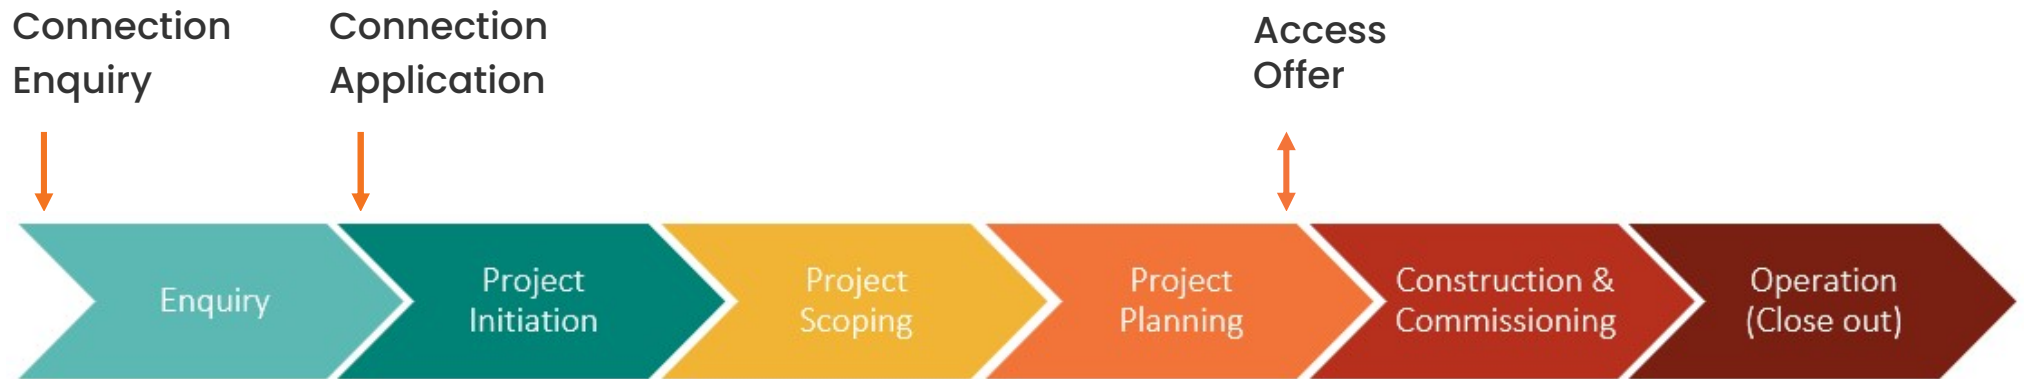 Connection
Enquiry
Connection
Application
Access
Offer
Enquiry
Project
Initiation
Project
Scoping
Project
Planning
Construction &
Commissioning
Operation
(Close out)